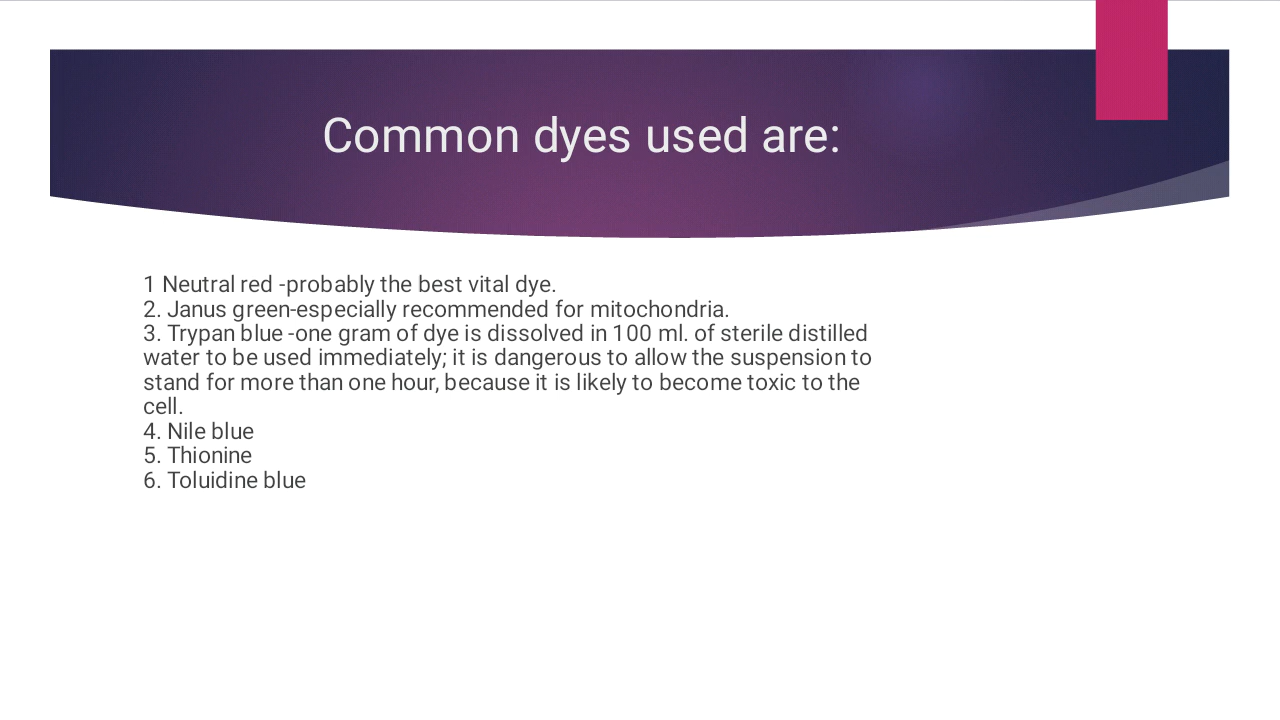 Common dyes used are:
1 Neutral red -probably the best vital dye.
2. Janus green-especially recommended for mitochondria.
3. Trypan blue -one gram of dye is dissolved in 100 ml. of sterile distilled
water to be used immediately; it is dangerous to allow the suspension to
stand for more than one hour, because it is likely to become toxic to the
cell.
4. Nile blue
5. Thionine
6. Toluidine blue